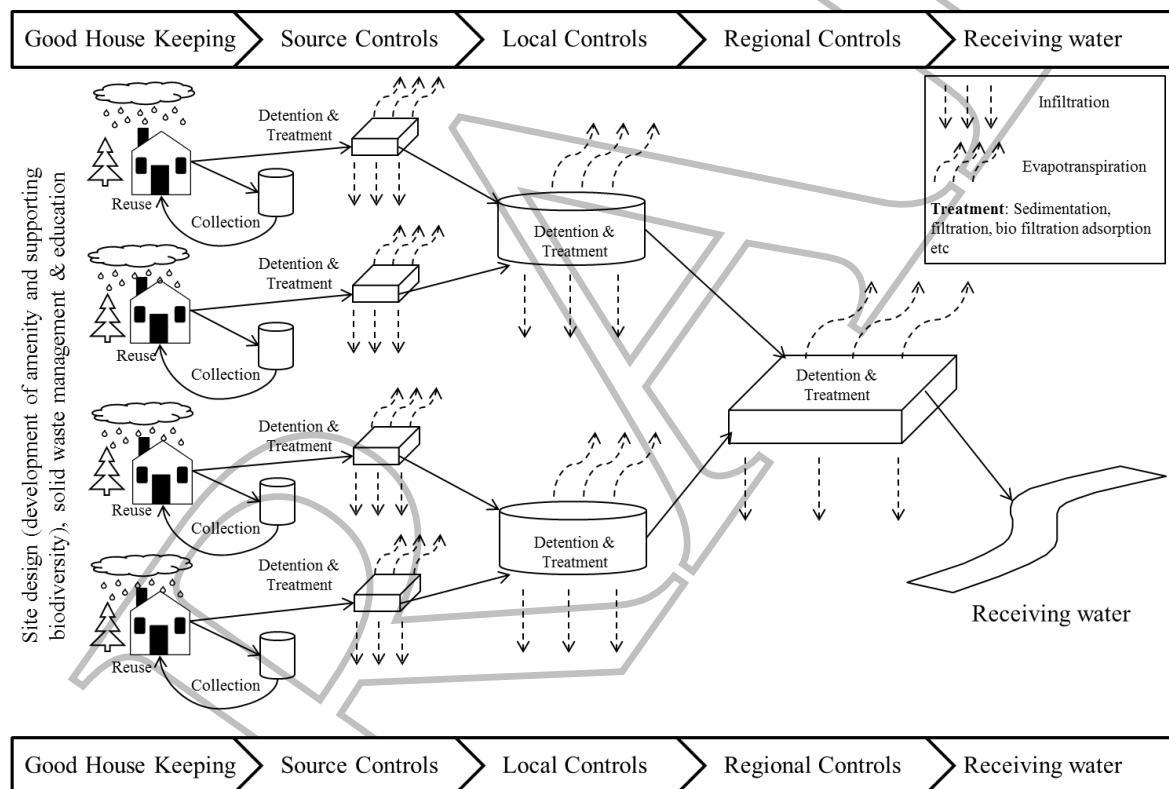 Good House Keeping
Source Controls
Local Controls
Regional Controls
Receiving water
Site design (development of amenity and supporting
biodiversity), solid waste management & education
Detention &
Treatment
Reuse
Collection
Detention &
Treatment
Reuse
Collection
Detention &
Treatment
Reuse
Collection
Detention &
Treatment
Reuse
Collection
Detention &
Treatment
Detention &
Treatment
Detention &
Treatment
Infiltration
Evapotranspiration
Treatment: Sedimentation,
filtration, bio filtration adsorption
etc
Receiving water
Good House Keeping
Source Controls
Local Controls
Regional Controls
Receiving water